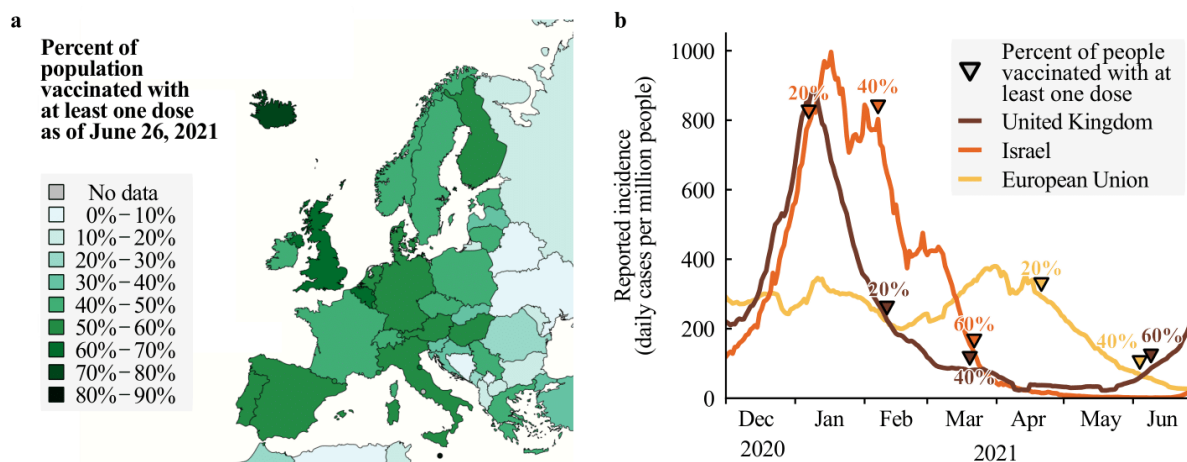 a
Percent of
population
vaccinated with
at least one dose
as of June 26, 2021
No data
0%–10%
10%–20%
20%–30%
30%–40%
40%–50%
50%–60%
60%–70%
70%–80%
80%–90%
b
Reported incidence
(daily cases per million people)
1000
800
600
400
200
0
Percent of people
vaccinated with at
least one dose
United Kingdom
Israel
European Union
20%
40%
20%
60%
40%
20%
40%
60%
Dec
Jan
Feb
Mar
Apr
May
Jun
2020
2021